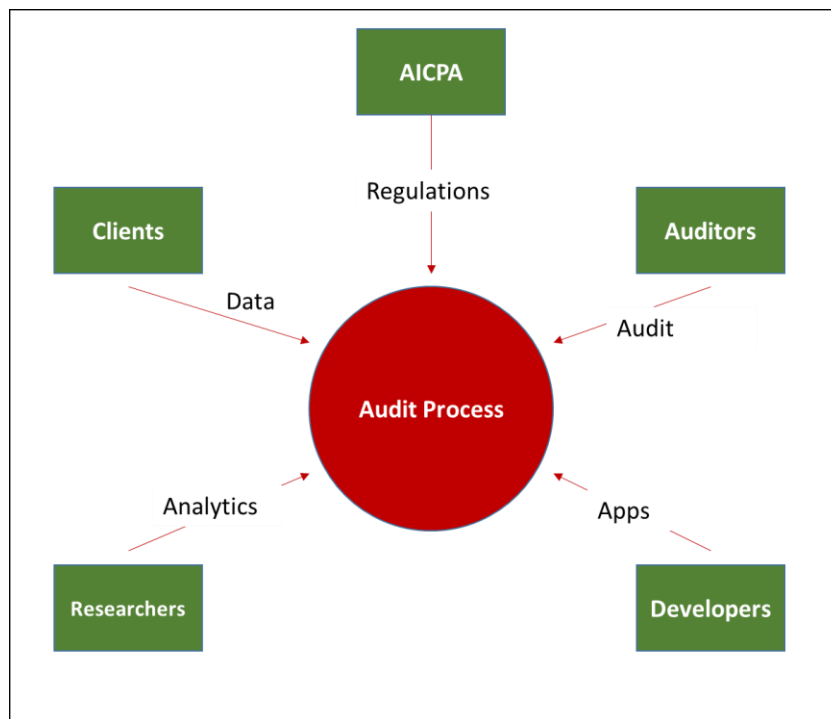 AICPA
Regulations
Clients
Auditors
Data
Audit
Audit Process
Analytics
Apps
Researchers
Developers